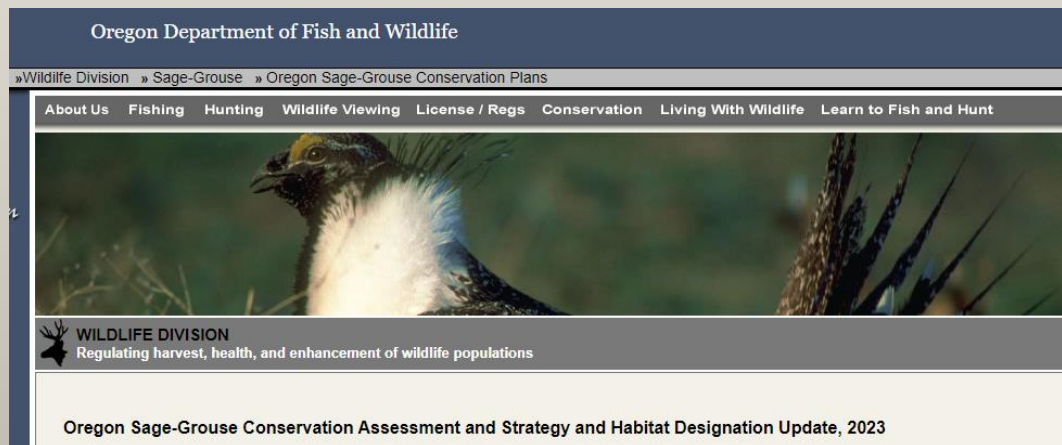 Oregon Department of Fish and Wildlife
»Wildilfe Division » Sage-Grouse » Oregon Sage-Grouse Conservation Plans
About Us Fishing Hunting Wildlife Viewing License / Regs Conservation Living With Wildlife Learn to Fish and Hunt
WILDLIFE DIVISION
Regulating harvest, health, and enhancement of wildlife populations
Oregon Sage-Grouse Conservation Assessment and Strategy and Habitat Designation Update, 2023